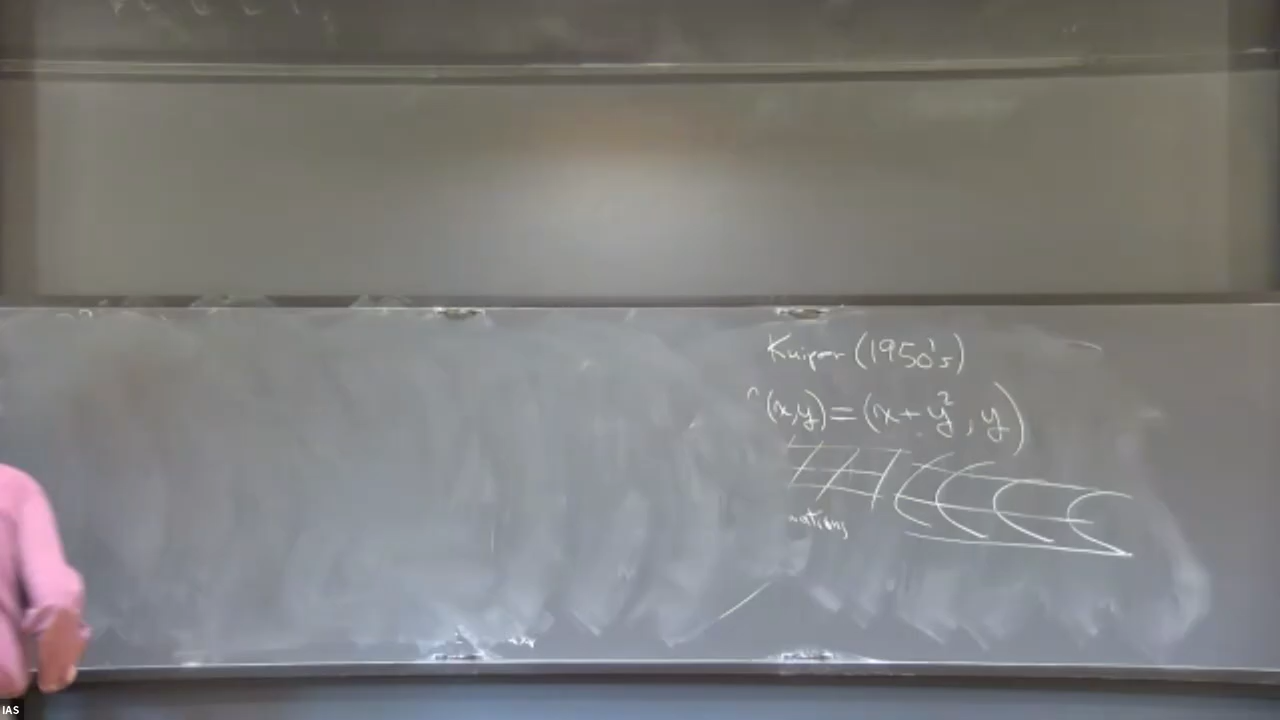 Kuiper (1950's)
(x,y) = (x + y², y)
IAS